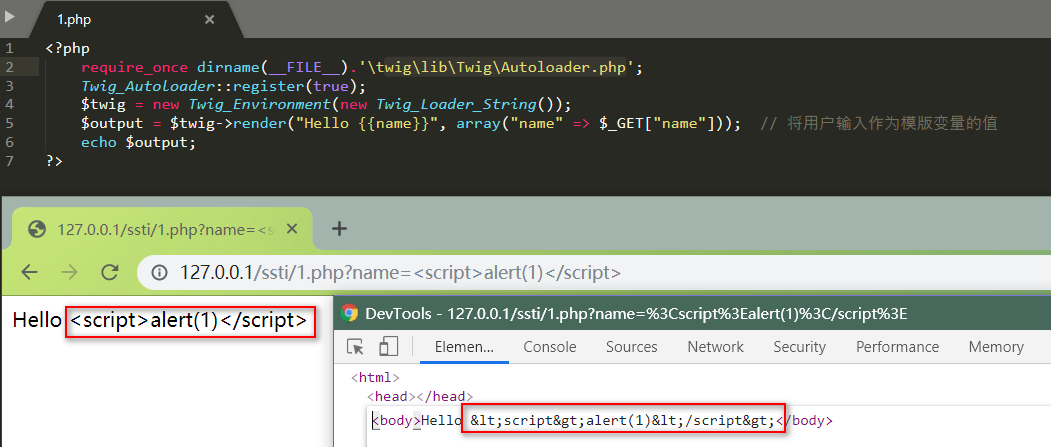 1.php ×
1 <?php
2 require_once dirname(__FILE__).'\twig\lib\Twig\Autoloader.php';
3 Twig_Autoloader::register(true);
4 $twig = new Twig_Environment(new Twig_Loader_String());
5 $output = $twig->render("Hello {{name}}", array("name" => $_GET["name"])); // 将用户输入作为模版变量的值
6 echo $output;
7 ?>
127.0.0.1/ssti/1.php?name=<s
127.0.0.1/ssti/1.php?name=<script>alert(1)</script>
Hello <script>alert(1)</script>
DevTools - 127.0.0.1/ssti/1.php?name=%3Cscript%3Ealert(1)%3C/script%3E
Elemen... Console Sources Network Security Performance Memory
<html>
<head></head>
<body>Hello &lt;script&gt;alert(1)&lt;/script&gt;</body>